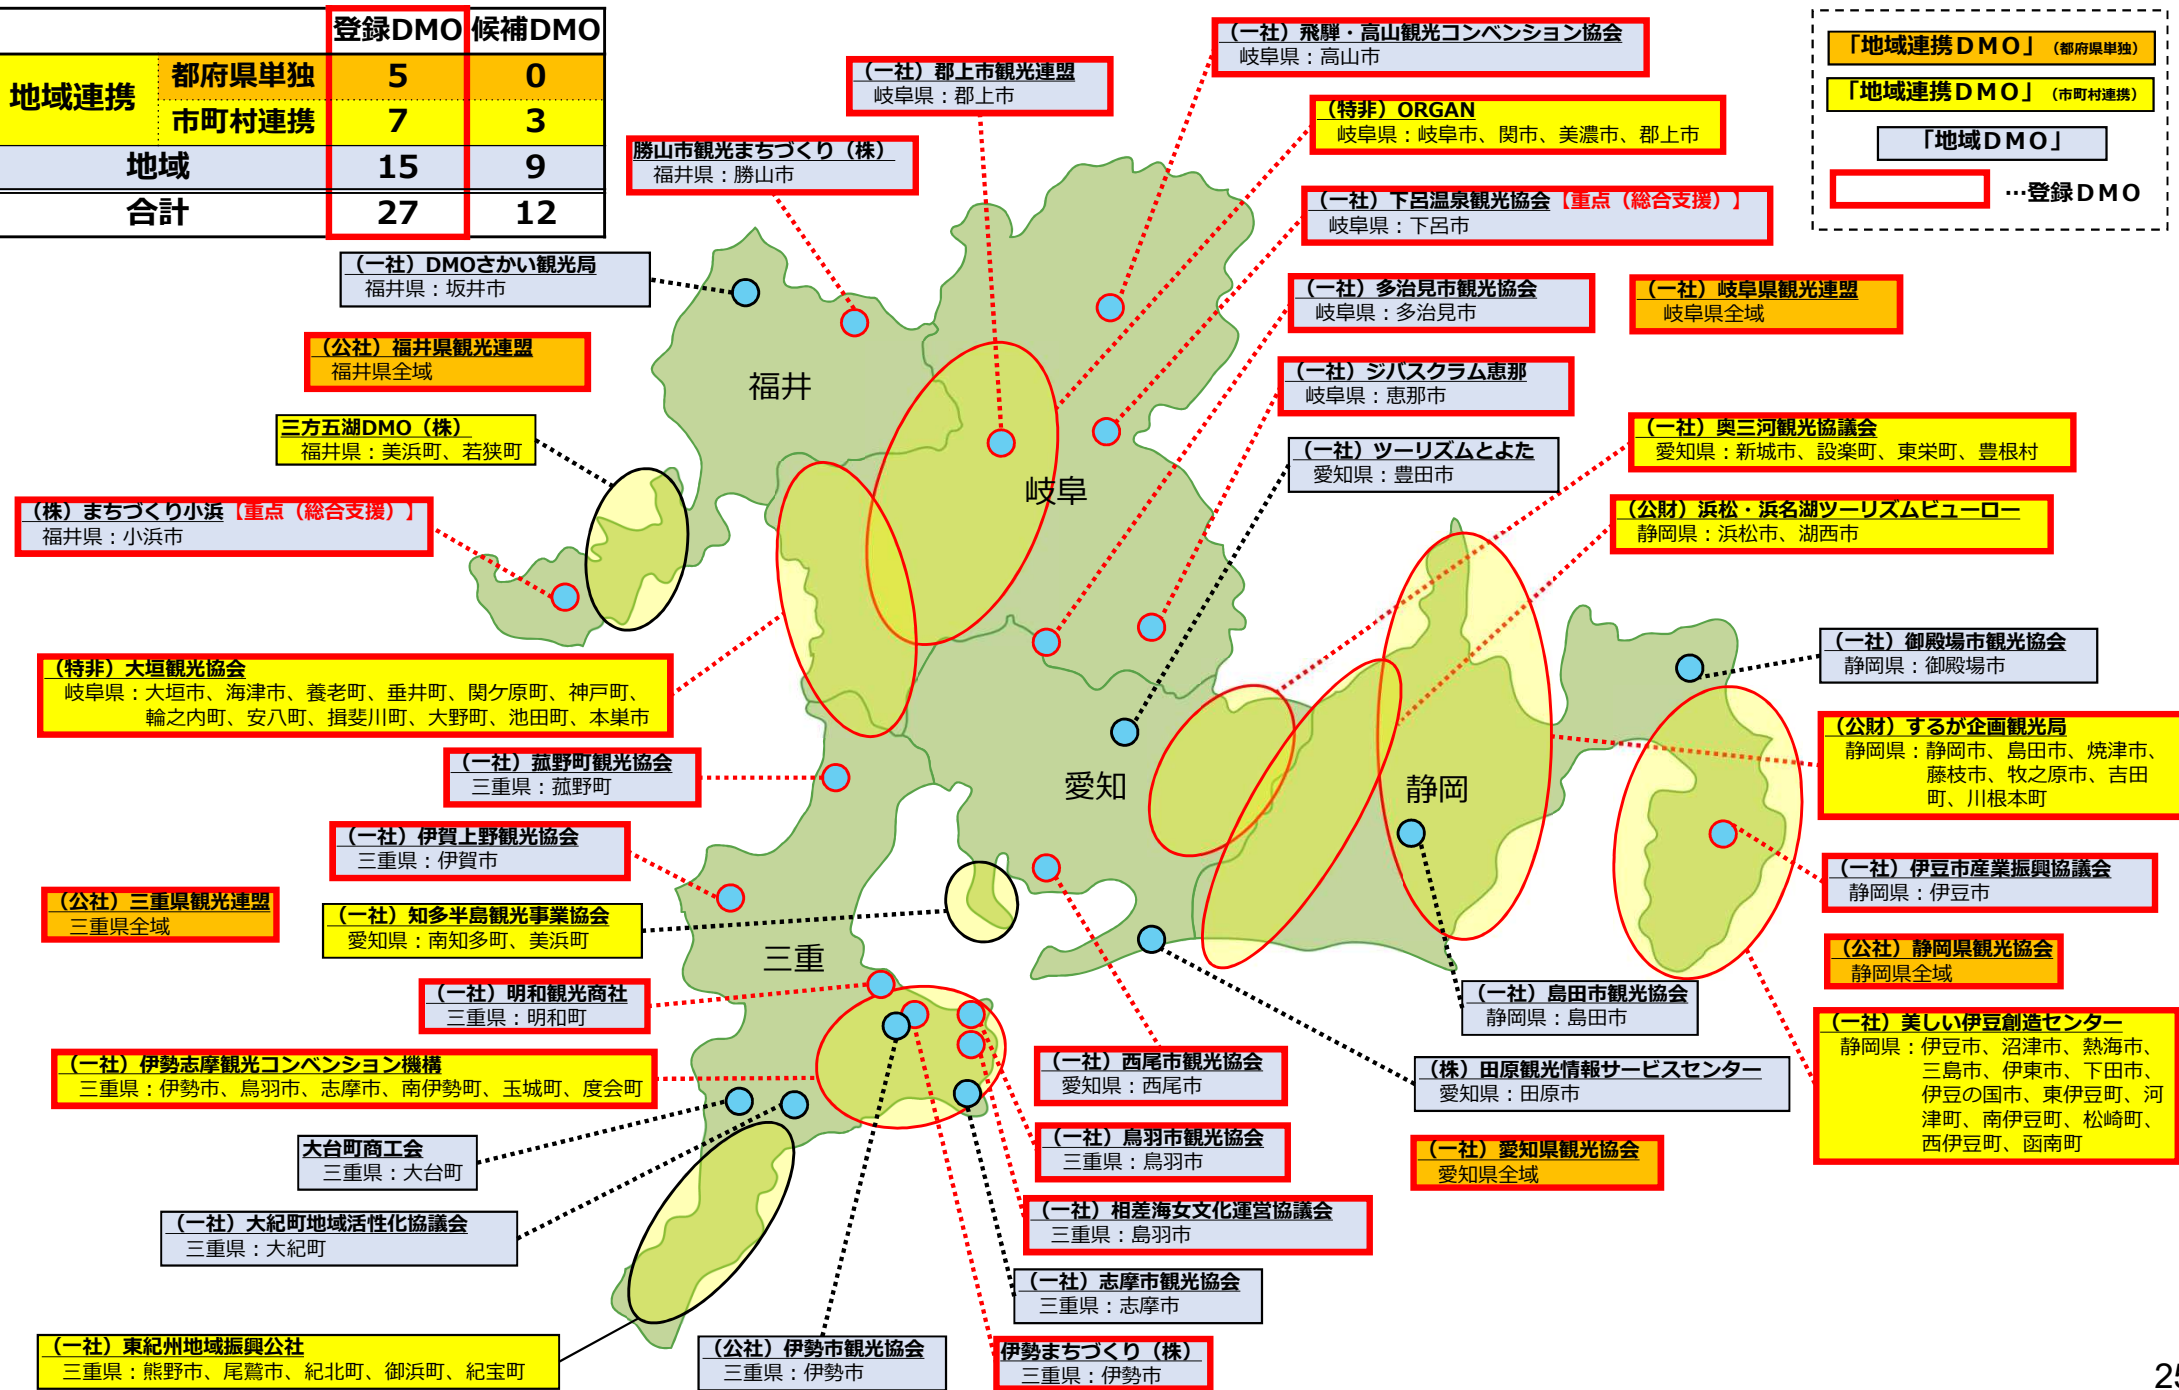 登録DMO 候補DMO
地域連携 都府県単独 5 0
市町村連携 7 3
地域 15 9
合計 27 12
「地域連携DMO」（都府県単独）
「地域連携DMO」（市町村連携）
「地域DMO」
…登録DMO
（一社）飛騨・高山観光コンベンション協会
岐阜県：高山市
（一社）郡上市観光連盟
岐阜県：郡上市
（特非）ORGAN
岐阜県：岐阜市、関市、美濃市、郡上市
勝山市観光まちづくり（株）
福井県：勝山市
（一社）下呂温泉観光協会【重点（総合支援）】
岐阜県：下呂市
（一社）DMOさかい観光局
福井県：坂井市
（一社）多治見市観光協会
岐阜県：多治見市
（一社）岐阜県観光連盟
岐阜県全域
（公社）福井県観光連盟
福井県全域
（一社）ジバスクラム恵那
岐阜県：恵那市
福井
三方五湖DMO（株）
福井県：美浜町、若狭町
（一社）奥三河観光協議会
愛知県：新城市、設楽町、東栄町、豊根村
（一社）ツーリズムとよた
愛知県：豊田市
岐阜
（株）まちづくり小浜【重点（総合支援）】
福井県：小浜市
（公財）浜松・浜名湖ツーリズムビューロー
静岡県：浜松市、湖西市
（一社）御殿場市観光協会
静岡県：御殿場市
（特非）大垣観光協会
岐阜県：大垣市、海津市、養老町、垂井町、関ケ原町、神戸町、
輪之内町、安八町、揖斐川町、大野町、池田町、本巣市
（公財）するが企画観光局
静岡県：静岡市、島田市、焼津市、
藤枝市、牧之原市、吉田
町、川根本町
（一社）菰野町観光協会
三重県：菰野町
愛知
静岡
（一社）伊賀上野観光協会
三重県：伊賀市
（一社）伊豆市産業振興協議会
静岡県：伊豆市
（公社）三重県観光連盟
三重県全域
（一社）知多半島観光事業協会
愛知県：南知多町、美浜町
三重
（公社）静岡県観光協会
静岡県全域
（一社）明和観光商社
三重県：明和町
（一社）島田市観光協会
静岡県：島田市
（一社）美しい伊豆創造センター
静岡県：伊豆市、沼津市、熱海市、
三島市、伊東市、下田市、
伊豆の国市、東伊豆町、河
津町、南伊豆町、松崎町、
西伊豆町、函南町
（一社）伊勢志摩観光コンベンション機構
三重県：伊勢市、鳥羽市、志摩市、南伊勢町、玉城町、度会町
（一社）西尾市観光協会
愛知県：西尾市
（株）田原観光情報サービスセンター
愛知県：田原市
大台町商工会
三重県：大台町
（一社）鳥羽市観光協会
三重県：鳥羽市
（一社）愛知県観光協会
愛知県全域
（一社）大紀町地域活性化協議会
三重県：大紀町
（一社）相差海女文化運営協議会
三重県：鳥羽市
（一社）志摩市観光協会
三重県：志摩市
（一社）東紀州地域振興公社
三重県：熊野市、尾鷲市、紀北町、御浜町、紀宝町
（公社）伊勢市観光協会
三重県：伊勢市
伊勢まちづくり（株）
三重県：伊勢市